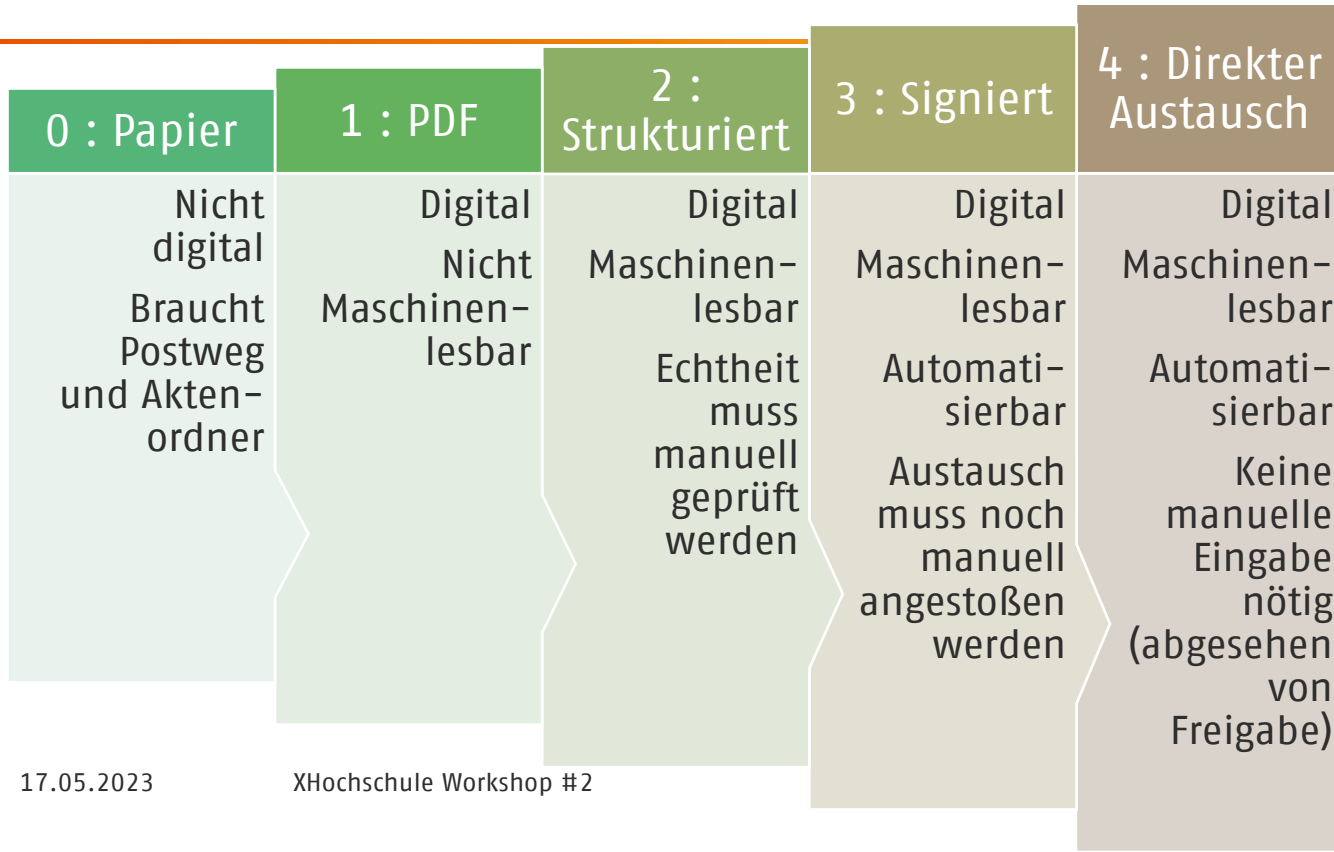 0 : Papier
Nicht
digital
Braucht
Postweg
und Akten-
ordner
1 : PDF
Digital
Nicht
Maschinen-
lesbar
2 :
Strukturiert
Digital
Maschinen-
lesbar
Echtheit
muss
manuell
geprüft
werden
3 : Signiert
Digital
Maschinen-
lesbar
Automati-
sierbar
Austausch
muss noch
manuell
angestoßen
werden
4 : Direkter
Austausch
Digital
Maschinen-
lesbar
Automati-
sierbar
Keine
manuelle
Eingabe
nötig
(abgesehen
von
Freigabe)
17.05.2023
XHochschule Workshop #2